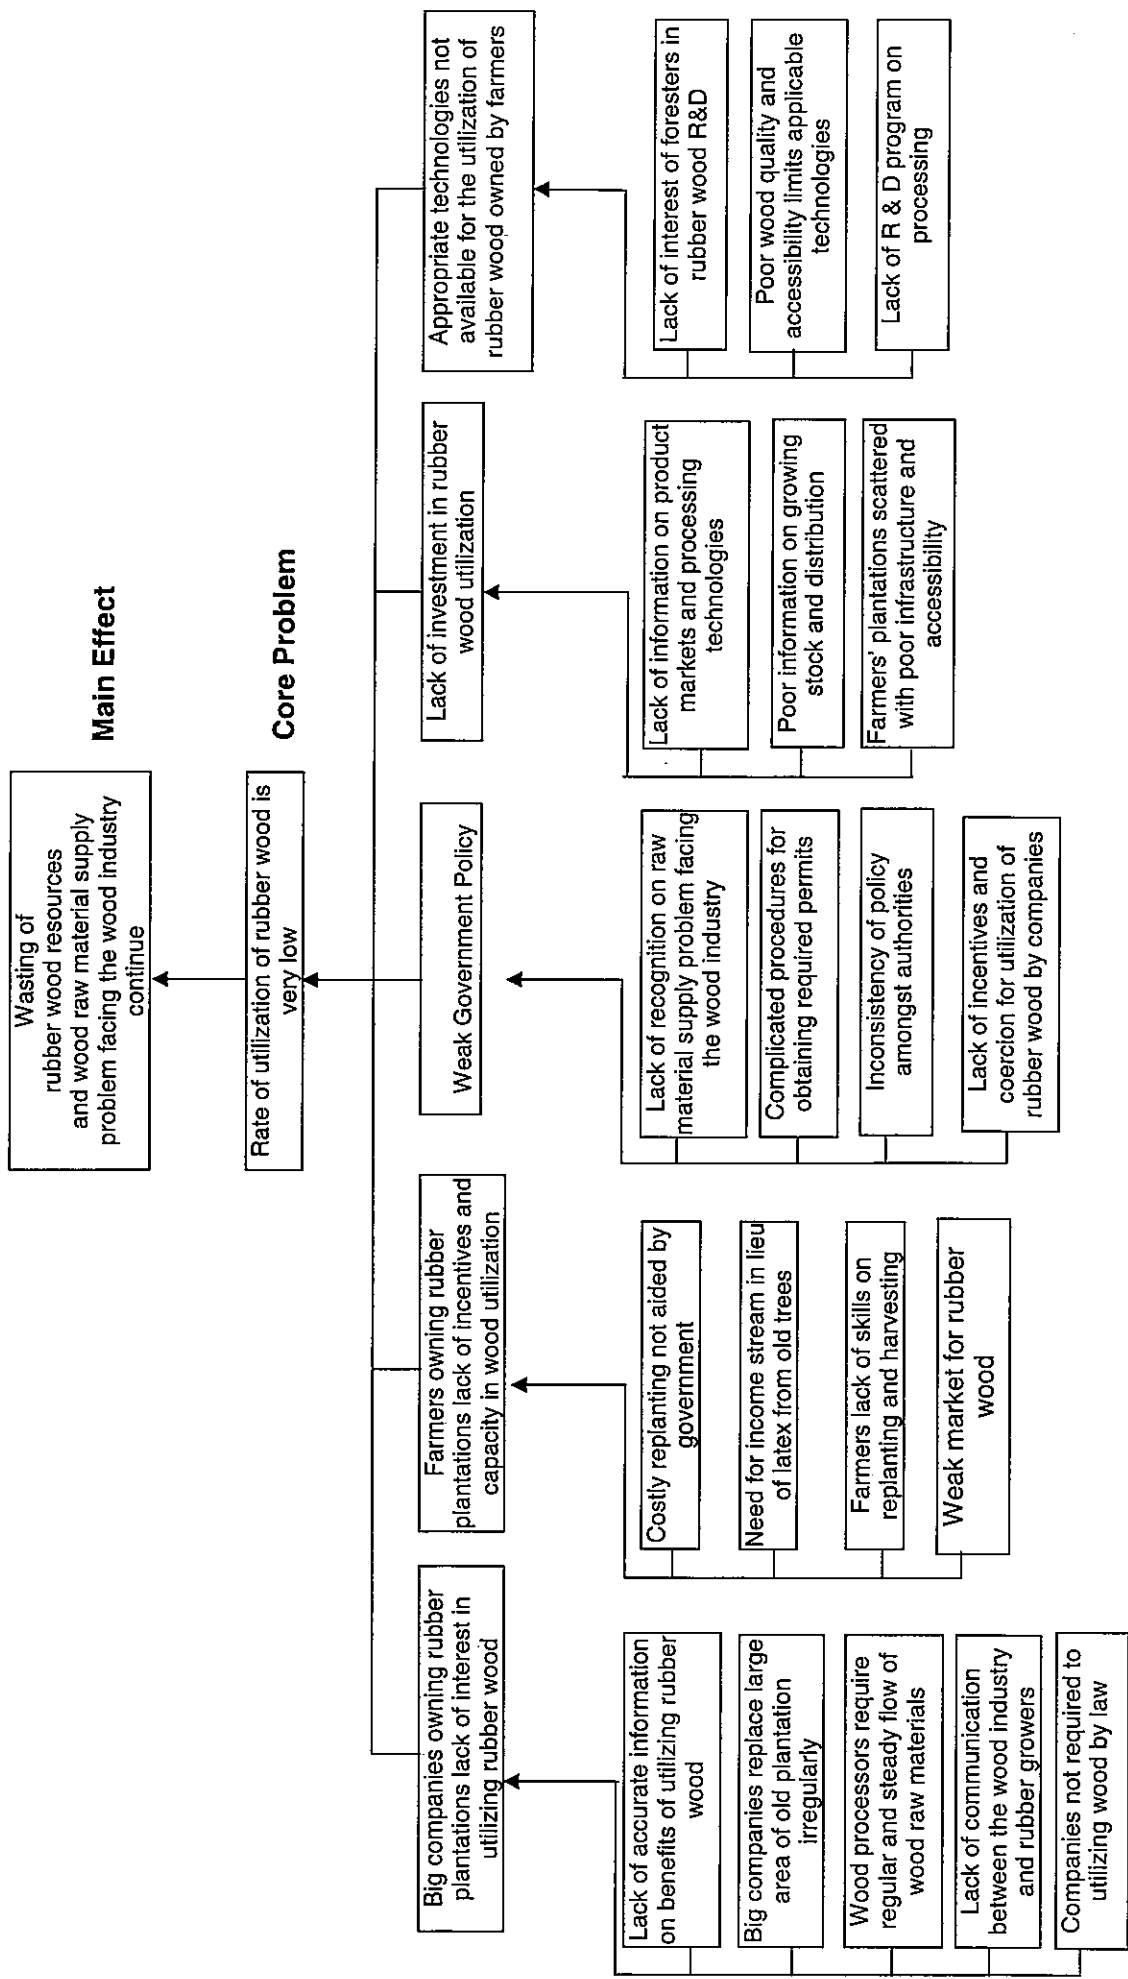 Wasting of
rubber wood resources
and wood raw material supply
problem facing the wood industry
continue
Main Effect
Rate of utilization of rubber wood is
very low
Core Problem
Big companies owning rubber
plantations lack of interest in
utilizing rubber wood
Lack of accurate information
on benefits of utilizing rubber
wood
Big companies replace large
area of old plantation
irregularly
Wood processors require
regular and steady flow of
wood raw materials
Lack of communication
between the wood industry
and rubber growers
Companies not required to
utilizing wood by law
Farmers owning rubber
plantations lack of incentives and
capacity in wood utilization
Costly replanting not aided by
government
Need for income stream in lieu
of latex from old trees
Farmers lack of skills on
replanting and harvesting
Weak market for rubber
wood
Weak Government Policy
Lack of recognition on raw
material supply problem facing
the wood industry
Complicated procedures for
obtaining required permits
Inconsistency of policy
amongst authorities
Lack of incentives and
coercion for utilization of
rubber wood by companies
Lack of investment in rubber
wood utilization
Lack of information on product
markets and processing
technologies
Poor information on growing
stock and distribution
Farmers' plantations scattered
with poor infrastructure and
accessibility
Appropriate technologies not
available for the utilization of
rubber wood owned by farmers
Lack of interest of foresters in
rubber wood R&D
Poor wood quality and
accessibility limits applicable
technologies
Lack of R & D program on
processing